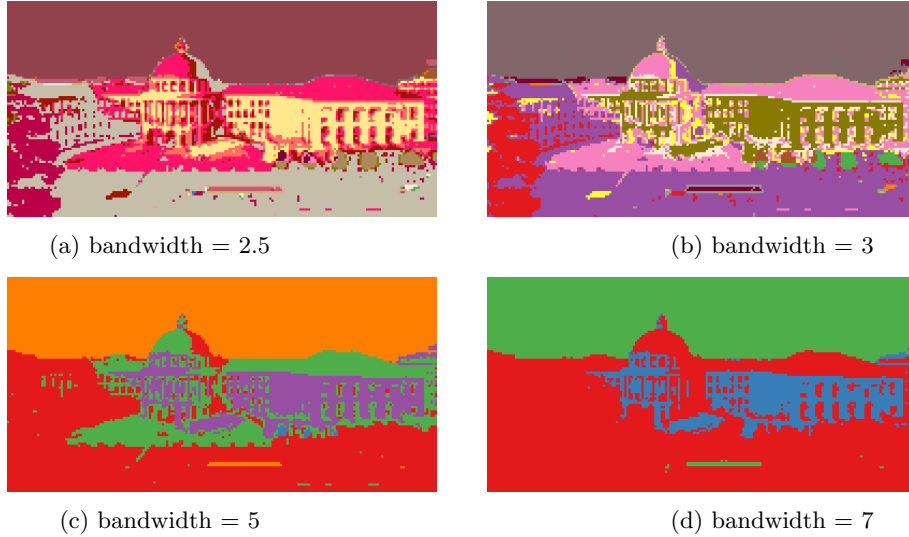 (a) bandwidth = 2.5
(b) bandwidth = 3
(c) bandwidth = 5
(d) bandwidth = 7